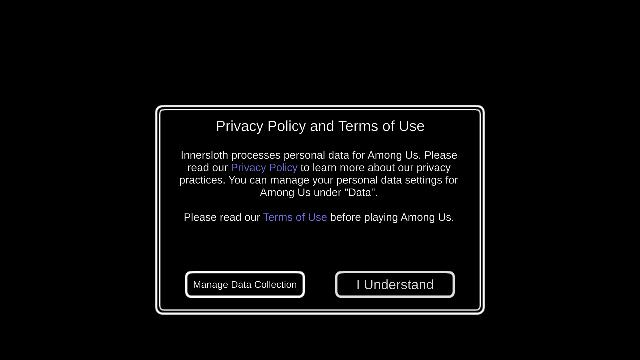 Privacy Policy and Terms of Use
Innersloth processes personal data for Among Us. Please
read our Privacy Policy to learn more about our privacy
practices. You can manage your personal data settings for
Among Us under "Data".
Please read our Terms of Use before playing Among Us.
Manage Data Collection
I Understand